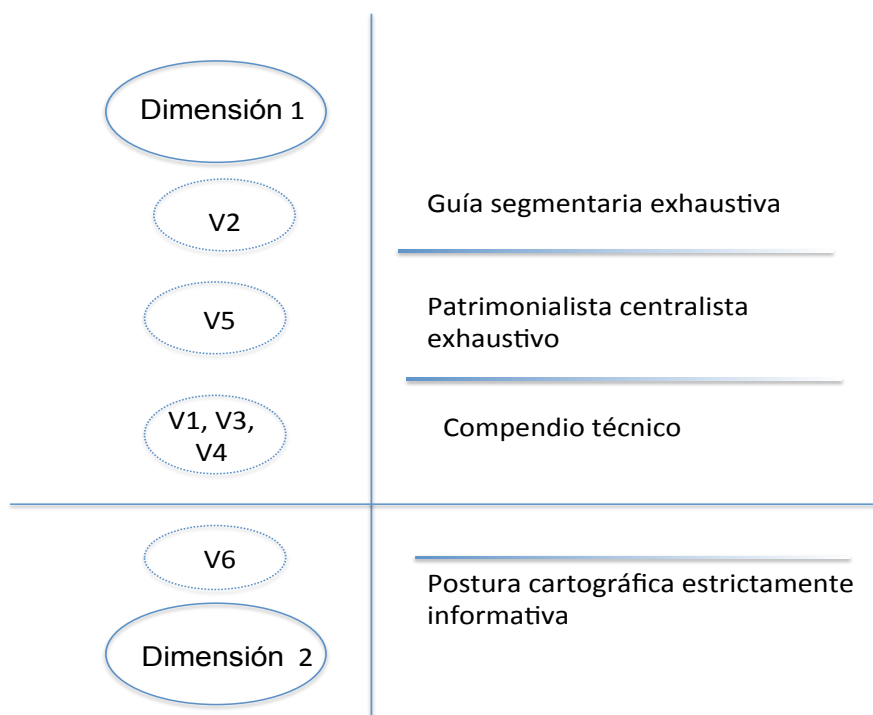 Dimensión 1
V2
Guía segmentaria exhaustiva
V5
Patrimonialista centralista
exhaustivo
V1, V3,
V4
Compendio técnico
V6
Postura cartográfica estrictamente
informativa
Dimensión 2